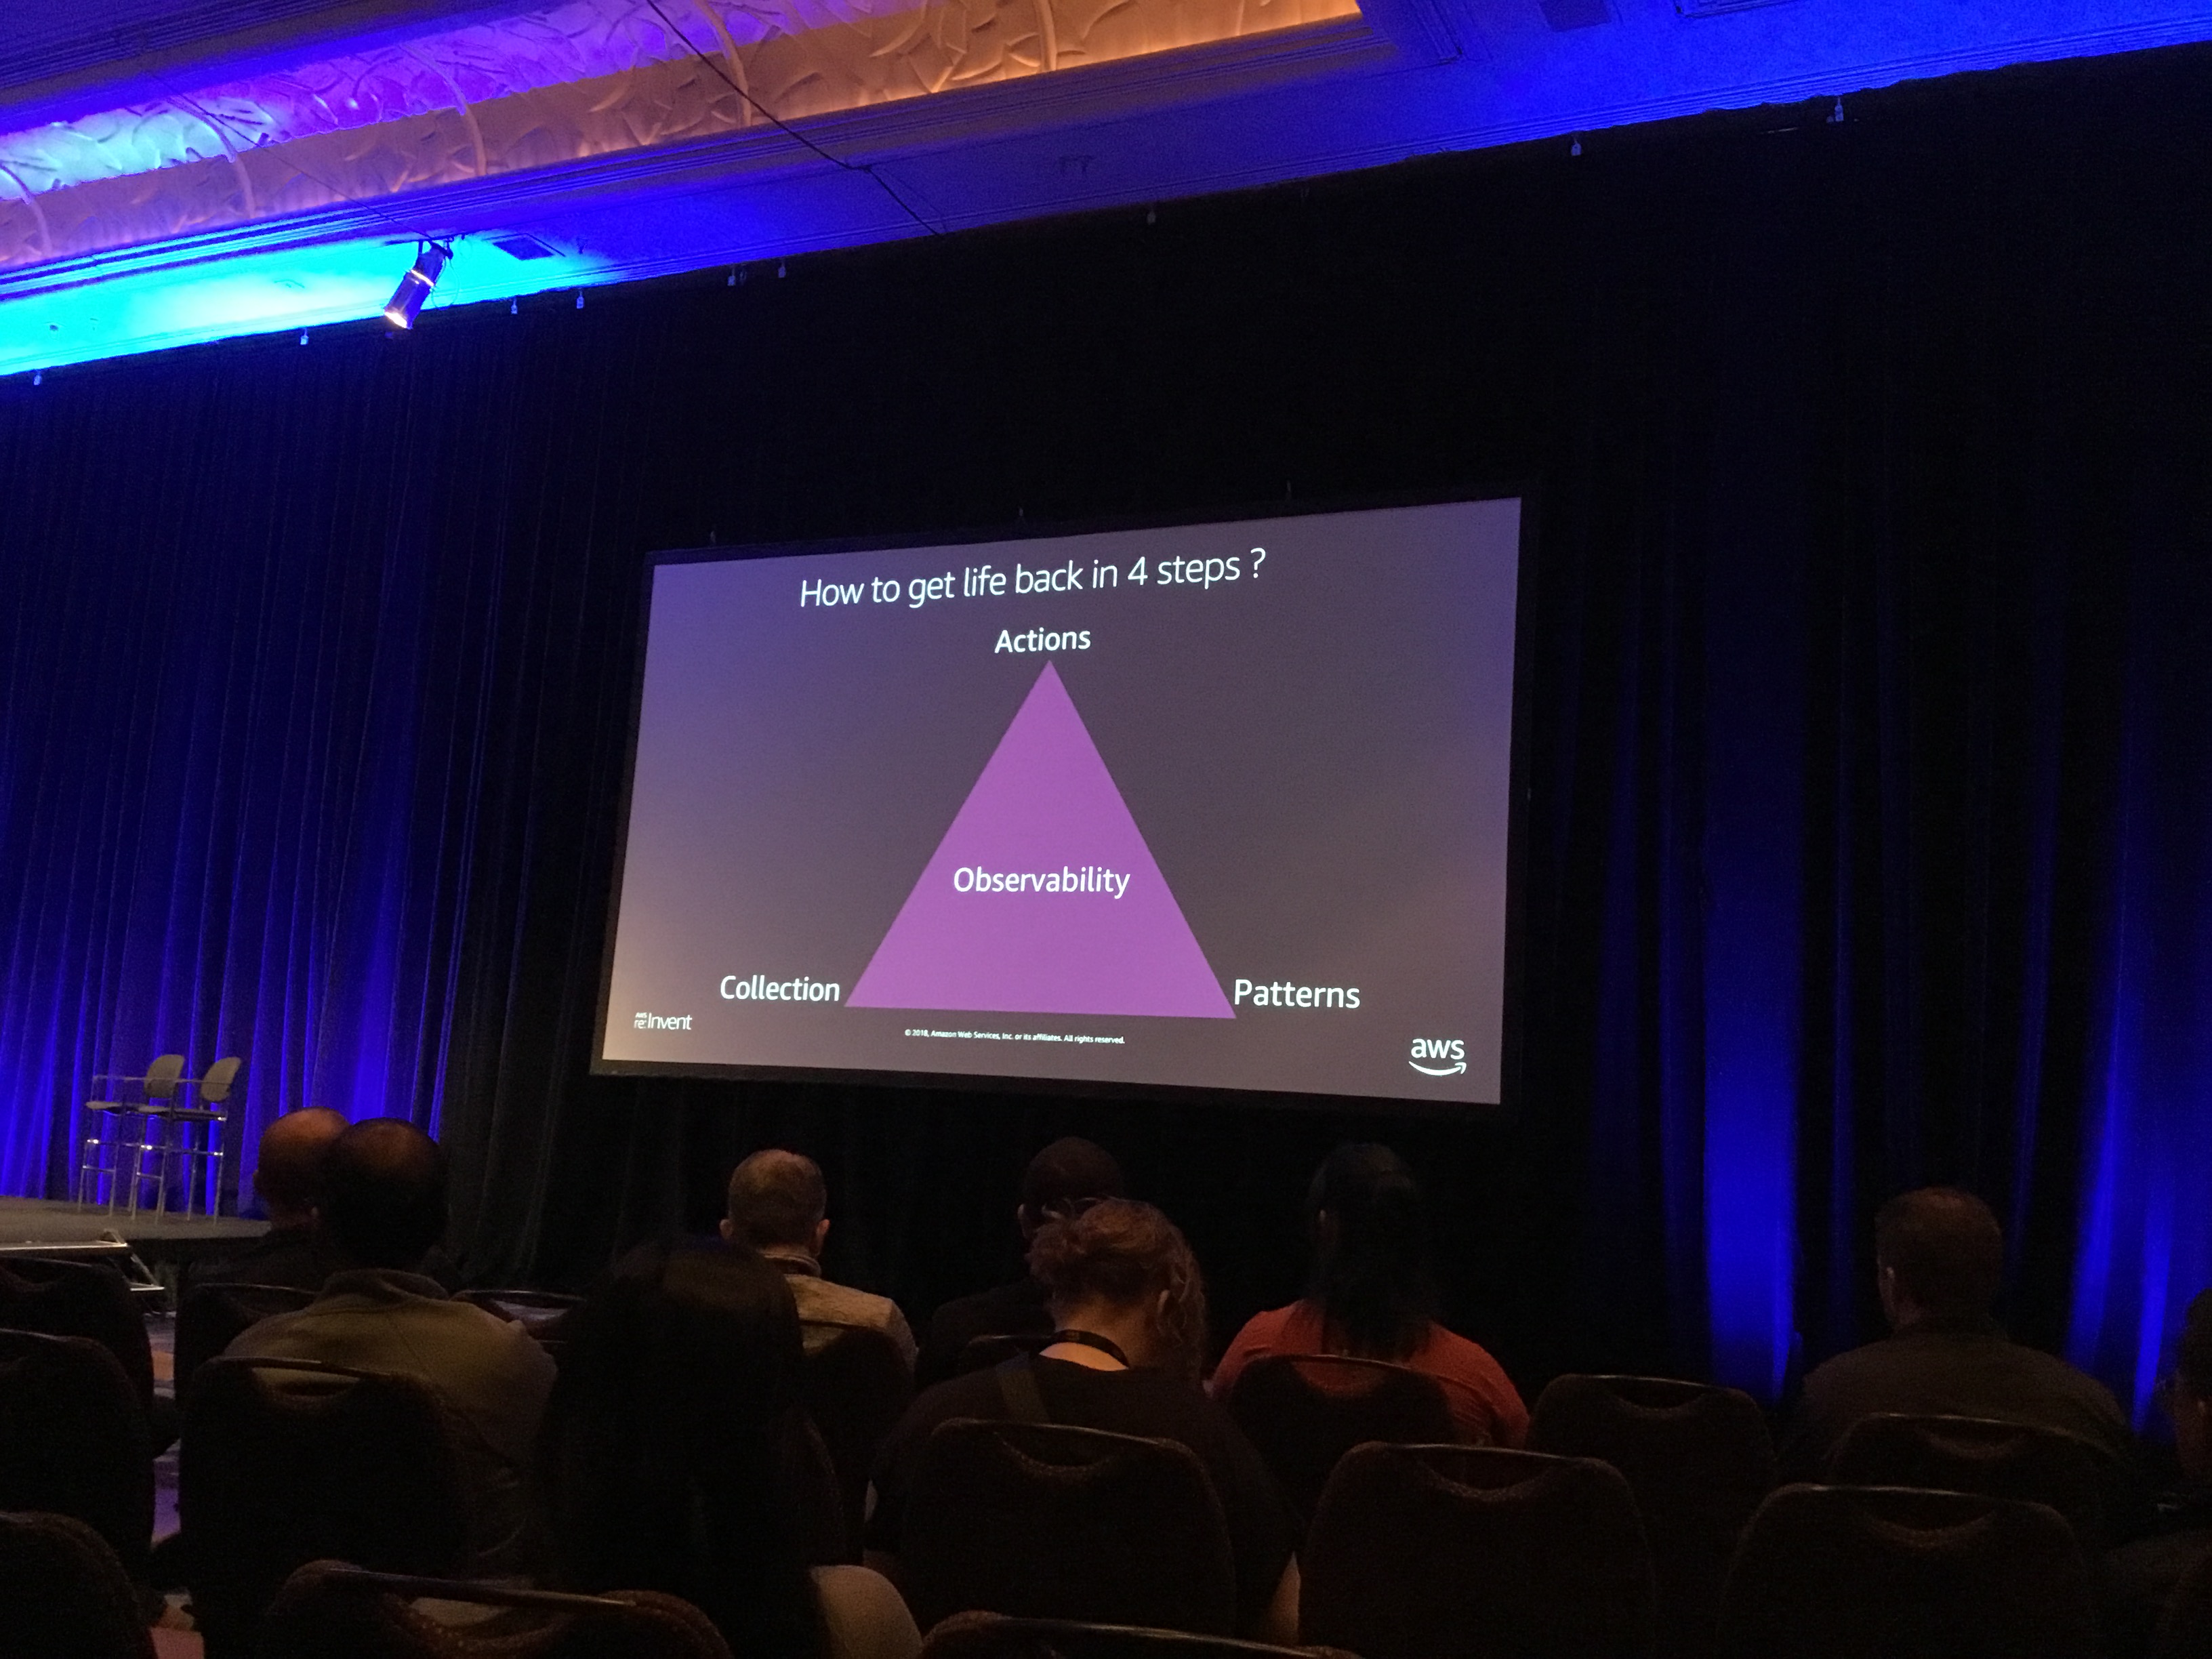 How to get life back in 4 steps ?
Actions
Observability
Collection
Patterns
AWS
re:Invent
© 2018, Amazon Web Services, Inc. or its affiliates. All rights reserved.
aws